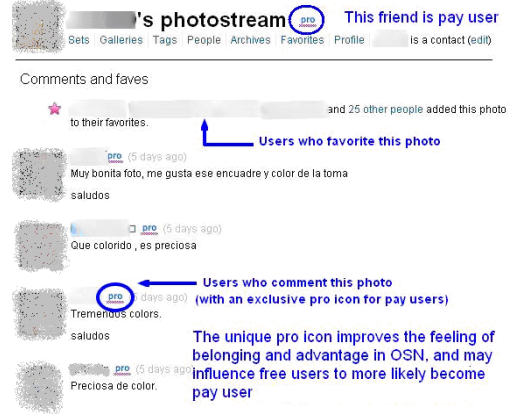 's photostream pro This friend is pay user
Sets Galleries Tags People Archives Favorites Profile is a contact (edit)
Comments and faves
and 25 other people added this photo
to their favorites.
Users who favorite this photo
pro (5 days ago)
Muy bonita foto, me gusta ese encuadre y color de la toma
saludos
pro (5 days ago)
Que colorido , es preciosa
Users who comment this photo
(with an exclusive pro icon for pay users)
pro days ago)
Tremendos colors.
saludos
The unique pro icon improves the feeling of
belonging and advantage in OSN, and may
influence free users to more likely become
pay user
pro (5 days ago)
Preciosa de color.